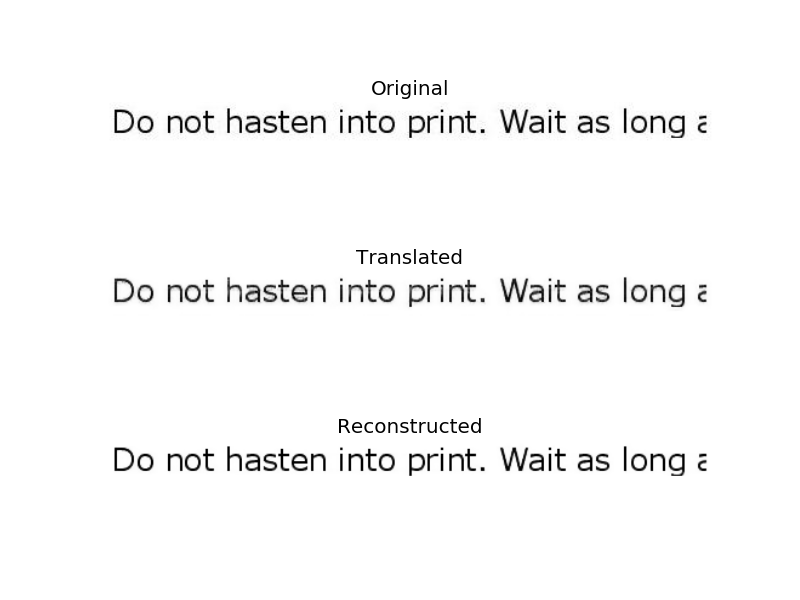 Original
Do not hasten into print. Wait as long
Translated
Do not hasten into print. Wait as long
Reconstructed
Do not hasten into print. Wait as long